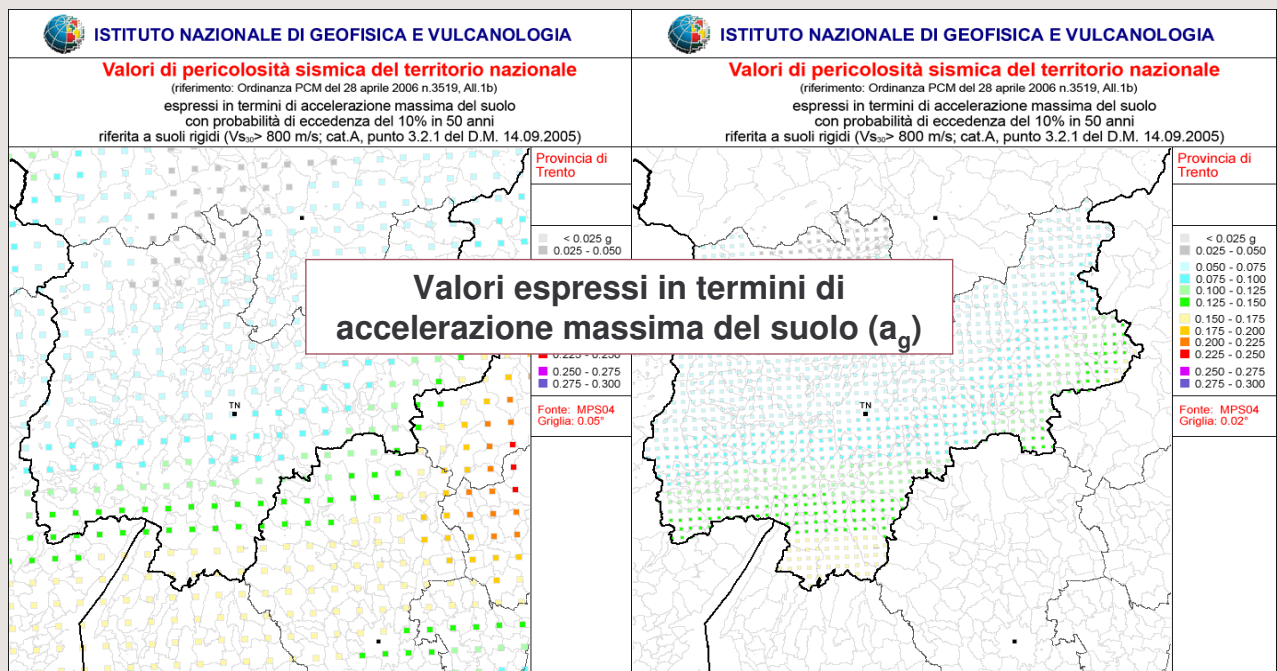 ISTITUTO NAZIONALE DI GEOFISICA E VULCANOLOGIA
Valori di pericolosità sismica del territorio nazionale
(riferimento: Ordinanza PCM del 28 aprile 2006 n.3519, All.1b)
espressi in termini di accelerazione massima del suolo
con probabilità di eccedenza del 10% in 50 anni
riferita a suoli rigidi (Vs₃₀> 800 m/s; cat.A, punto 3.2.1 del D.M. 14.09.2005)
Provincia di
Trento
< 0.025 g
0.025 - 0.050
0.225 - 0.250
0.250 - 0.275
0.275 - 0.300
Fonte: MPS04
Griglia: 0.05°
TN
Valori espressi in termini di
accelerazione massima del suolo (ag)
ISTITUTO NAZIONALE DI GEOFISICA E VULCANOLOGIA
Valori di pericolosità sismica del territorio nazionale
(riferimento: Ordinanza PCM del 28 aprile 2006 n.3519, All.1b)
espressi in termini di accelerazione massima del suolo
con probabilità di eccedenza del 10% in 50 anni
riferita a suoli rigidi (Vs₃₀> 800 m/s; cat.A, punto 3.2.1 del D.M. 14.09.2005)
Provincia di
Trento
< 0.025 g
0.025 - 0.050
0.050 - 0.075
0.075 - 0.100
0.100 - 0.125
0.125 - 0.150
0.150 - 0.175
0.175 - 0.200
0.200 - 0.225
0.225 - 0.250
0.250 - 0.275
0.275 - 0.300
Fonte: MPS04
Griglia: 0.02°
TN